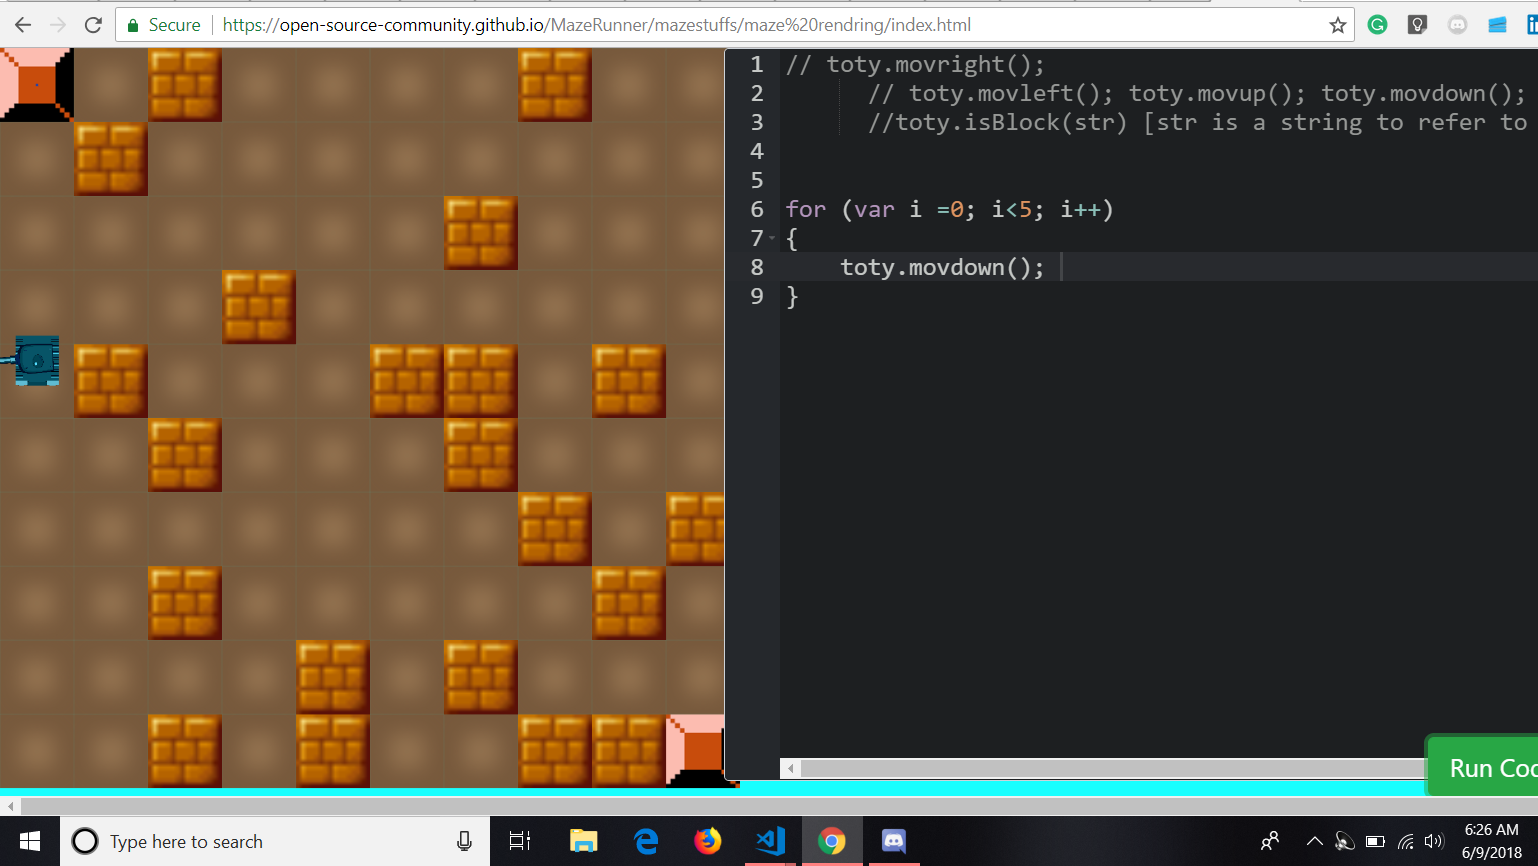 Secure https://open-source-community.github.io/MazeRunner/mazestuffs/maze%20rendring/index.html
1 // toty.movright();
2 // toty.movleft(); toty.movup(); toty.movdown();
3 //toty.isBlock(str) [str is a string to refer to
4
5
6 for (var i =0; i<5; i++)
7 {
8 toty.movdown();
9 }
Run Coo
Type here to search
6:26 AM
6/9/2018